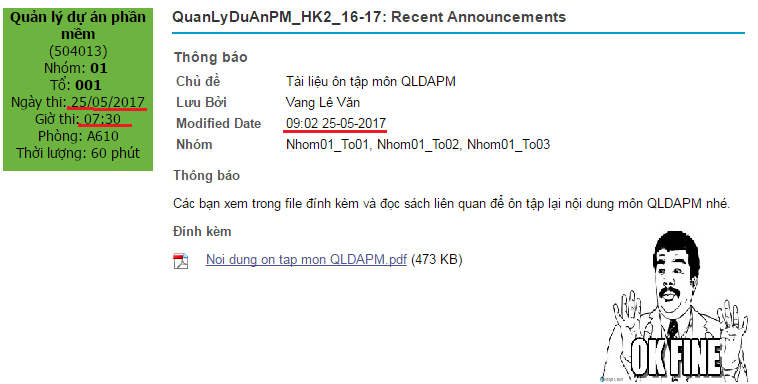 Quản lý dự án phần
mềm
(504013)
Nhóm: 01
Tổ: 001
Ngày thi: 25/05/2017
Giờ thi: 07:30
Phòng: A610
Thời lượng: 60 phút
QuanLyDuAnPM_HK2_16-17: Recent Announcements
Thông báo
Chủ đề Tài liệu ôn tập môn QLDAPM
Lưu Bởi Vang Lê Văn
Modified Date 09:02 25-05-2017
Nhóm Nhom01_To01, Nhom01_To02, Nhom01_To03
Thông báo
Các bạn xem trong file đính kèm và đọc sách liên quan để ôn tập lại nội dung môn QLDAPM nhé.
Đính kèm
Noi dung on tap mon QLDAPM.pdf (473 KB)
OK FINE